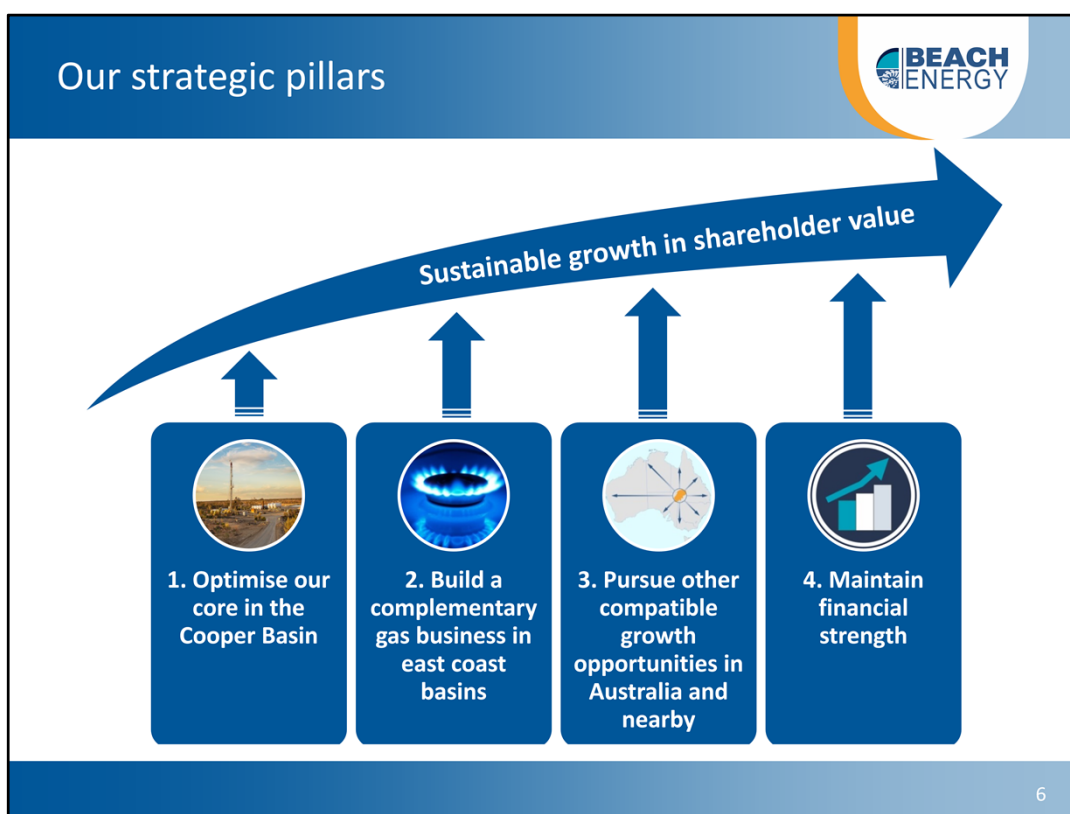 Our strategic pillars
BEACH
ENERGY
Sustainable growth in shareholder value
1. Optimise our
core in the
Cooper Basin
2. Build a
complementary
gas business in
east coast
basins
3. Pursue other
compatible
growth
opportunities in
Australia and
nearby
4. Maintain
financial
strength
6